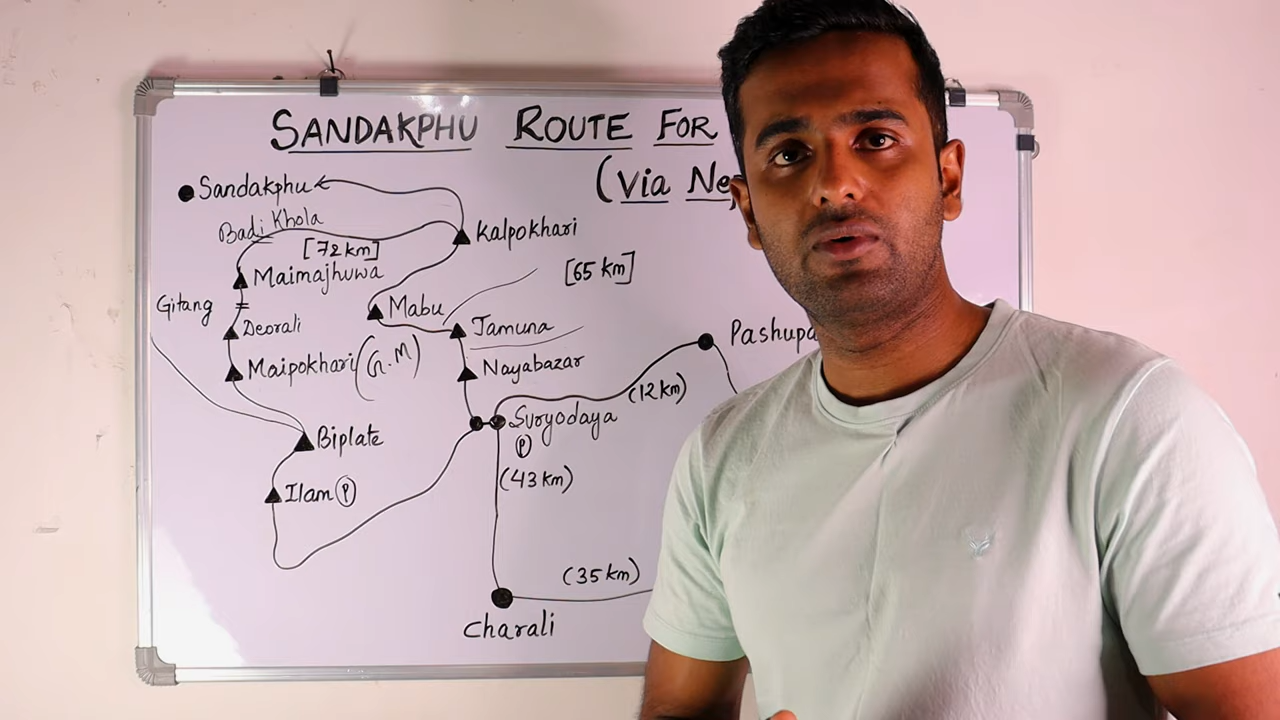 SANDAKPHU ROUTE FOR
(Via Ne
Sandakphu
Badi Khola
[72 km]
Kalpokhari
Maimajhuwa
[65 km]
Gitang
Mabu
Deorali
Jamuna
Pashupa
Maipokhari (G.M)
Nayabazar
(12 km)
Suryodaya
P
Biplate
(43 km)
Ilam P
(35 km)
Charali